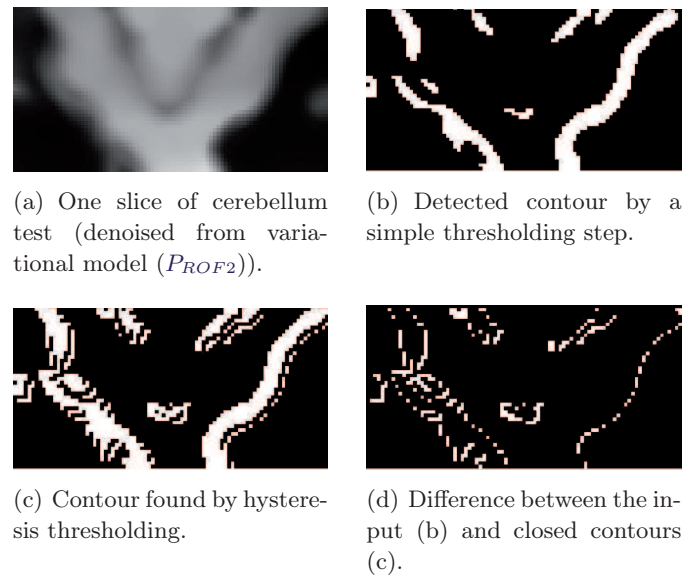 (a) One slice of cerebellum
test (denoised from varia-
tional model (P_ROF2)).
(b) Detected contour by a
simple thresholding step.
(c) Contour found by hystere-
sis thresholding.
(d) Difference between the in-
put (b) and closed contours
(c).